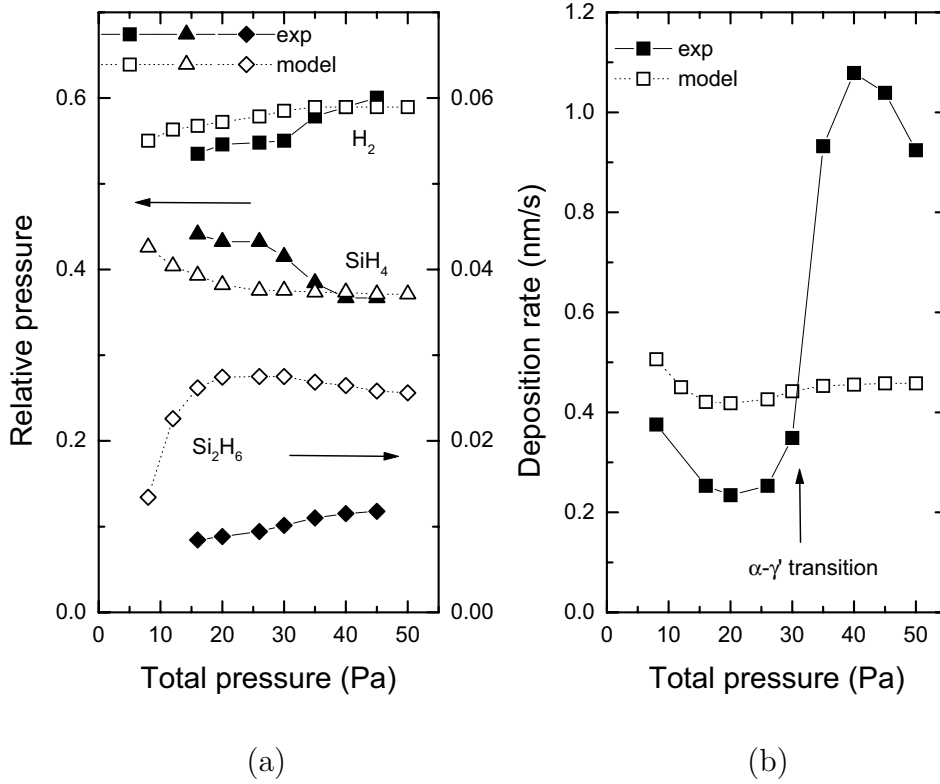 exp
model
H2
SiH4
Si2H6
Relative pressure
0.6
0.4
0.2
0.0
0.06
0.04
0.02
0.00
0 10 20 30 40 50
Total pressure (Pa)
(a)
exp
model
α-γ' transition
Deposition rate (nm/s)
1.2
1.0
0.8
0.6
0.4
0.2
0.0
0 10 20 30 40 50
Total pressure (Pa)
(b)